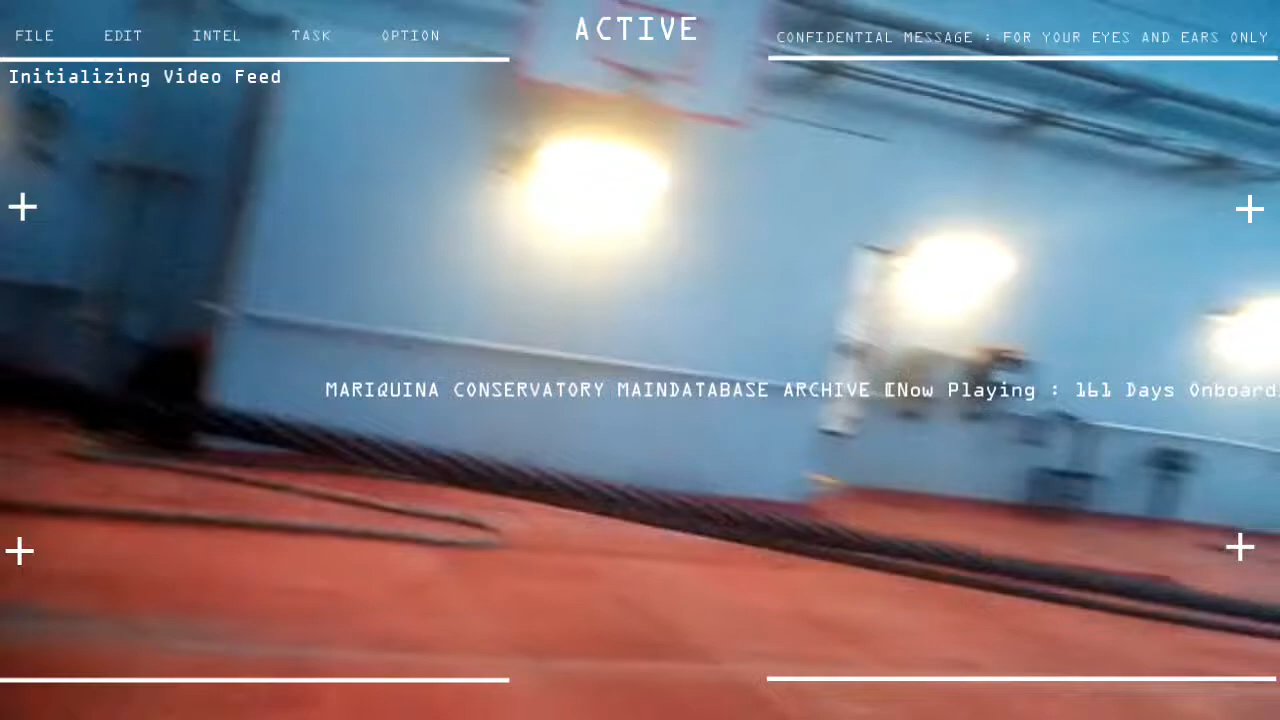 FILE EDIT INTEL TASK OPTION
ACTIVE
CONFIDENTIAL MESSAGE : FOR YOUR EYES AND EARS ONLY
Initializing Video Feed
MARIQUINA CONSERVATORY MAINDATABASE ARCHIVE [Now Playing : 161 Days Onboard